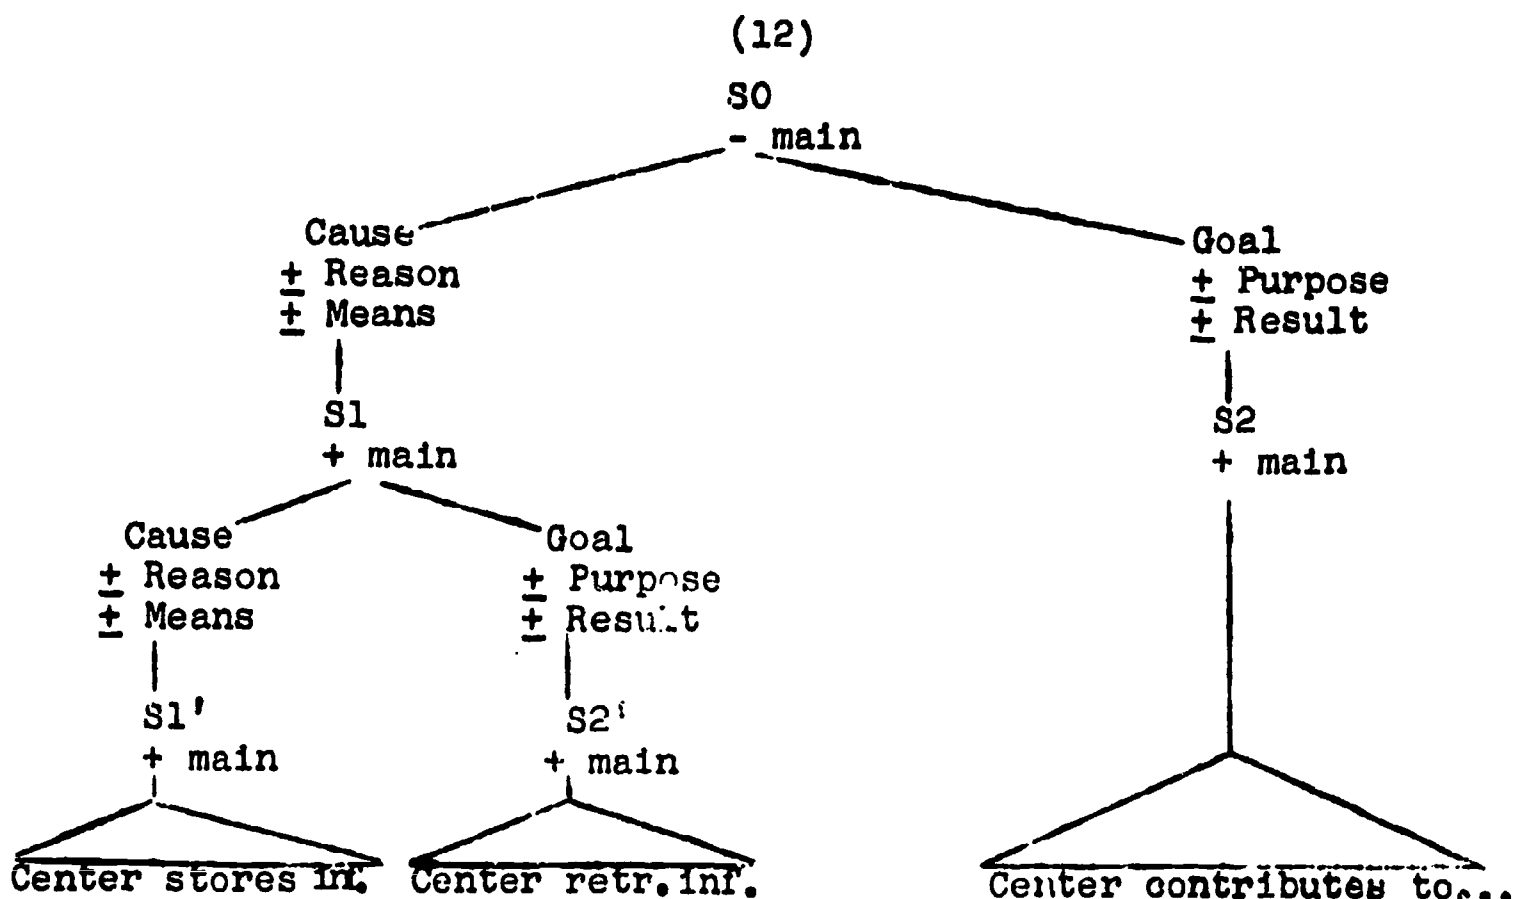 (12)
S0
- main
Cause
± Reason
± Means
Goal
± Purpose
± Result
S1
+ main
S2
+ main
Cause
± Reason
± Means
Goal
± Purpose
± Result
S1'
+ main
S2'
+ main
Center stores inf.
Center retr. inf.
Center contributes to...